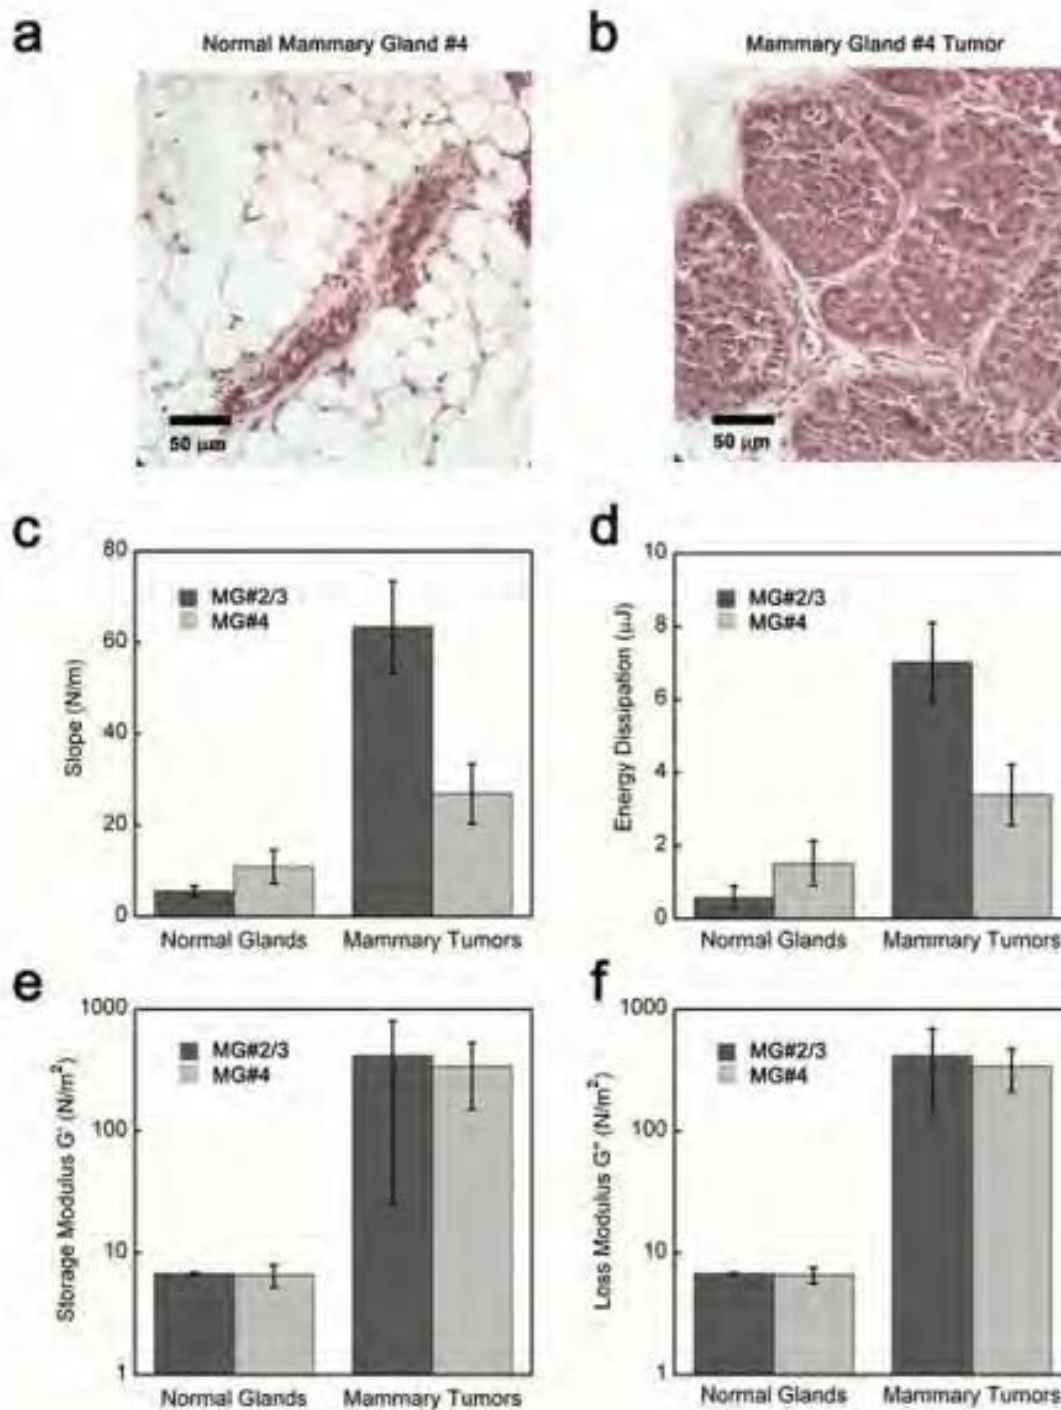 a
Normal Mammary Gland #4
50 μm
b
Mammary Gland #4 Tumor
50 μm
c
80
60
40
20
0
Slope (N/m)
MG#2/3
MG#4
Normal Glands
Mammary Tumors
d
10
8
6
4
2
0
Energy Dissipation (μJ)
MG#2/3
MG#4
Normal Glands
Mammary Tumors
e
1000
100
10
1
Storage Modulus G' (N/m²)
MG#2/3
MG#4
Normal Glands
Mammary Tumors
f
1000
100
10
1
Loss Modulus G" (N/m²)
MG#2/3
MG#4
Normal Glands
Mammary Tumors